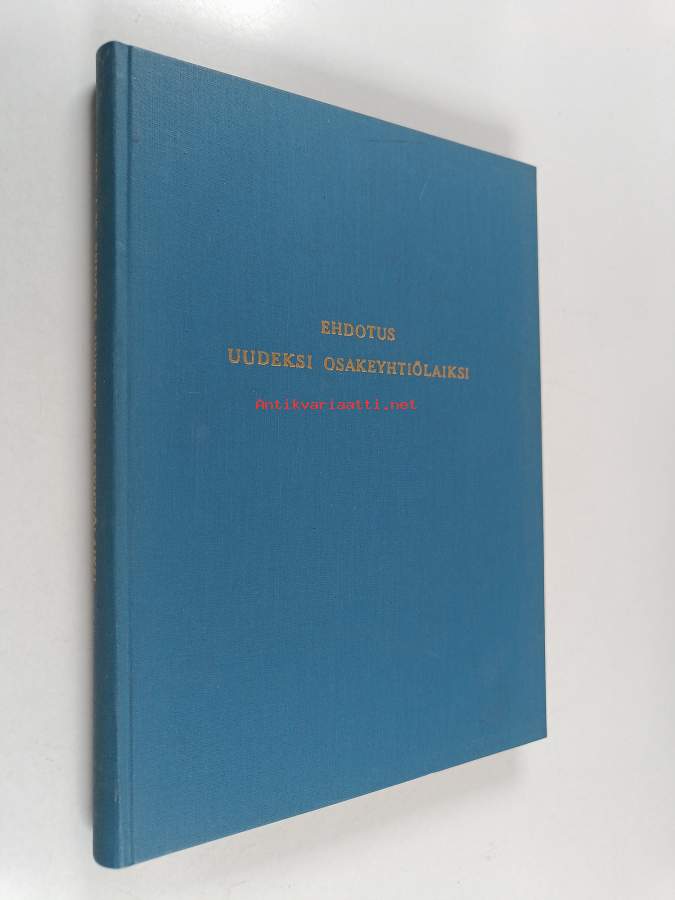 EHDOTUS
UUDEKSI OSAKEYHTIÖLAIKSI
Antikvariaatti.net